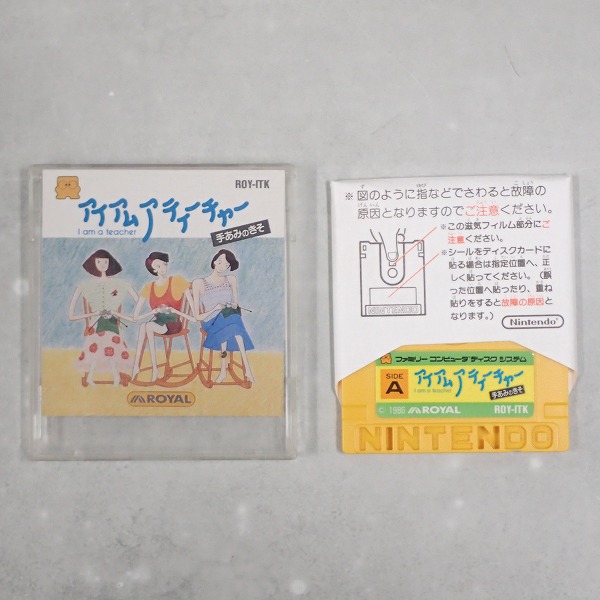 ROY-ITK
アイアムアティーチャー
I am a teacher
手あみのきそ
ROYAL
※図のように指などでさわると故障の
原因となりますのでご注意ください。
※この磁気フィルム部分にご
注意ください。
※シールをディスクカードに
貼る場合は指定位置へ、正
しく貼ってください。(誤
った位置へ貼ったり、重ね
貼りをすると故障の原因と
なります。)
NINTENDO
Nintendo
ファミリー コンピュータ ディスク システム
SIDE
A
アイアムアティーチャー
I am a teacher
手あみのきそ
© 1986 ROYAL ROY-ITK
NINTENDO